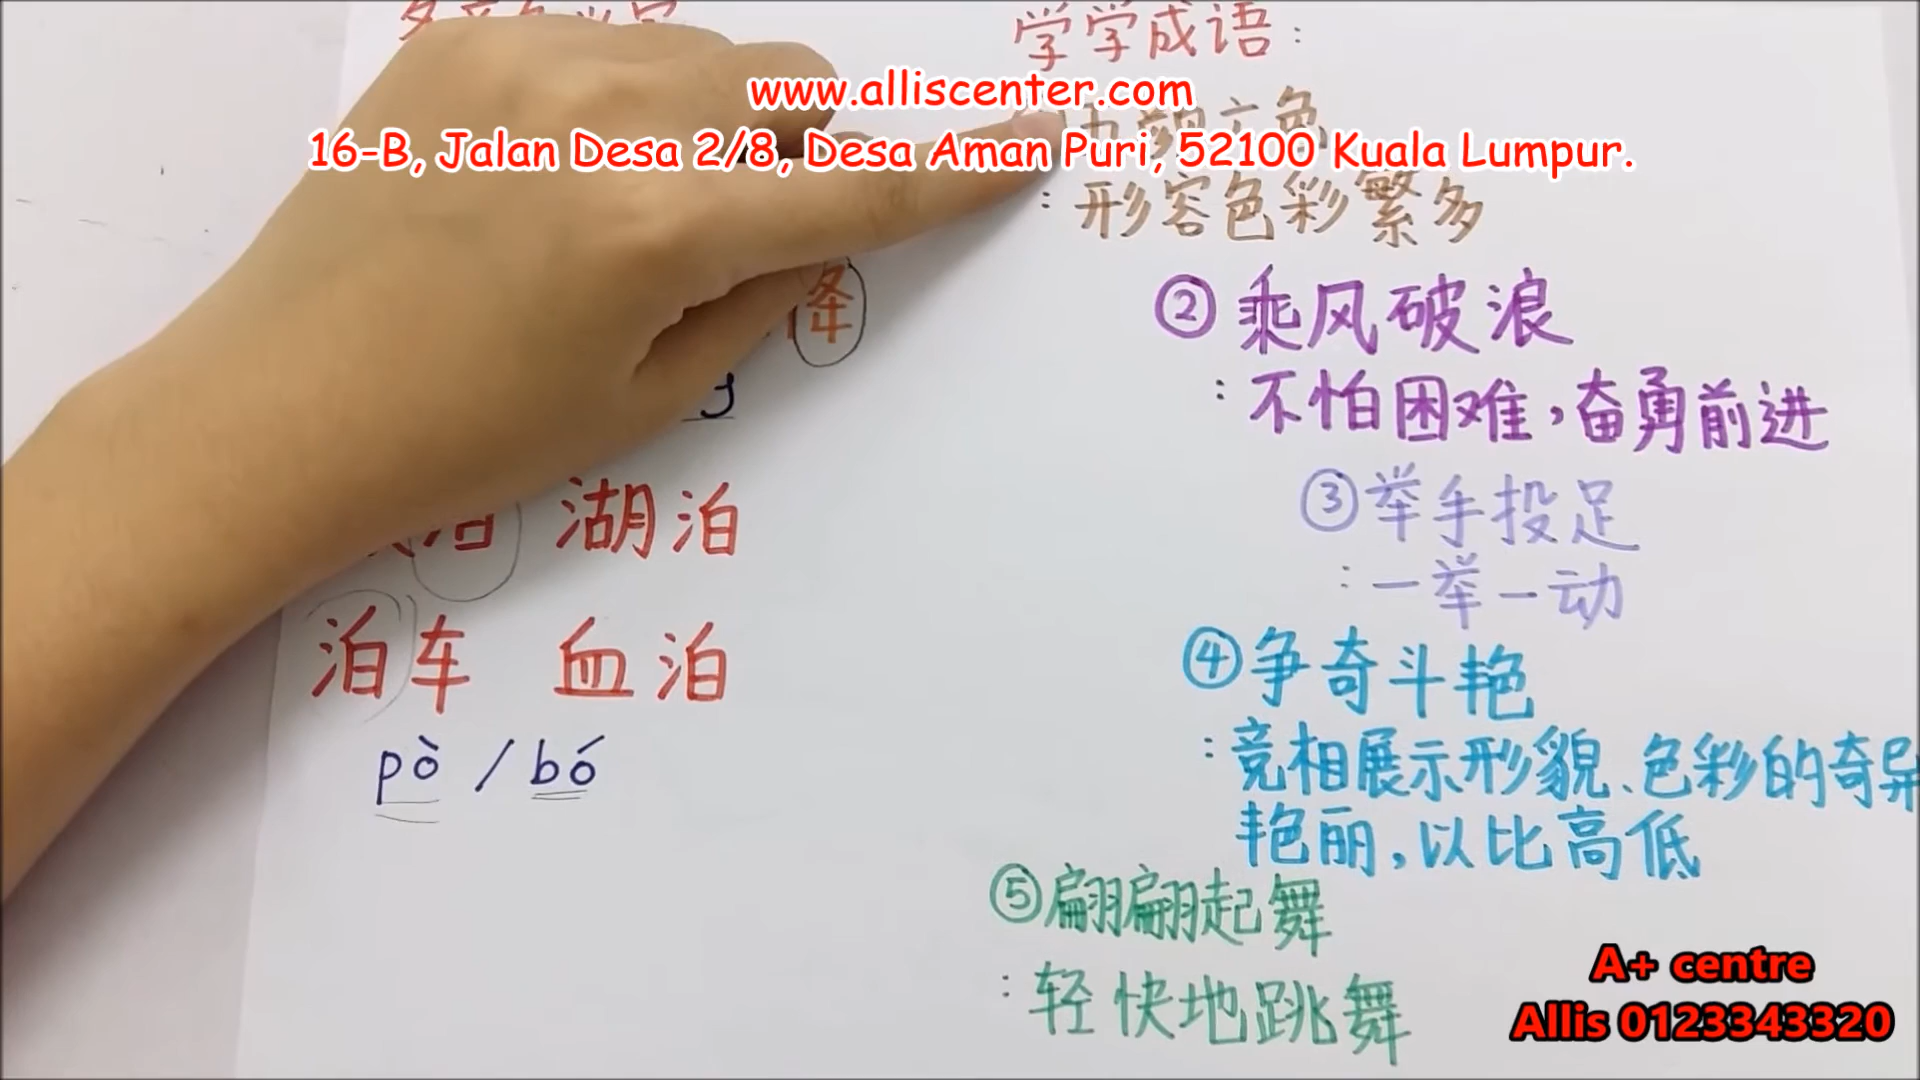 学学成语：
www.alliscenter.com
16-B, Jalan Desa 2/8, Desa Aman Puri, 52100 Kuala Lumpur.
：形容色彩繁多
②乘风破浪
：不怕困难，奋勇前进
③举手投足
：一举一动
湖泊
泊车 血泊
pò / bó
④争奇斗艳
：竞相展示形貌、色彩的奇异
艳丽，以比高低
⑤翩翩起舞
：轻快地跳舞
A+ centre
Allis 0123343320